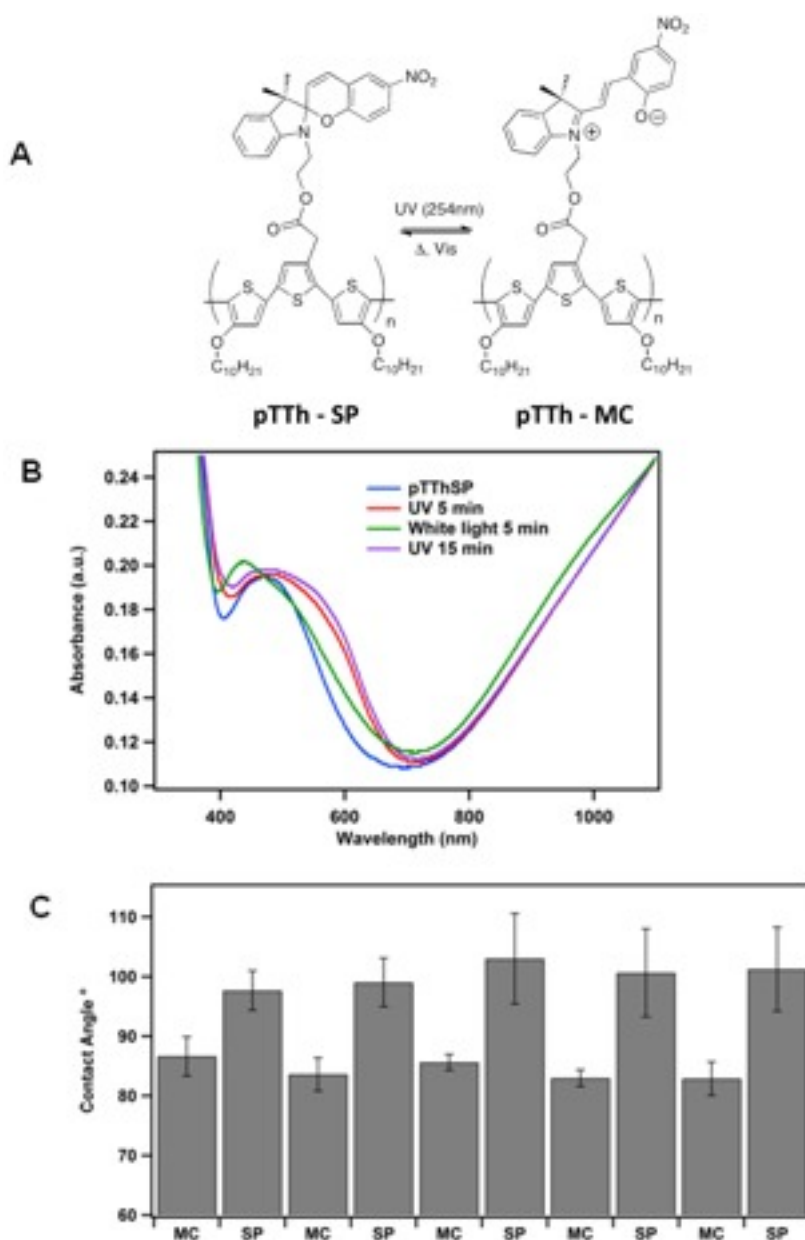 A
NO₂
NO₂
O
N
N
⊕
O⊖
O
O
O
O
UV (254nm)
Δ, Vis
S
S
S
n
S
S
S
n
O
O
O
O
C₁₀H₂₁
C₁₀H₂₁
C₁₀H₂₁
C₁₀H₂₁
pTTh - SP
pTTh - MC
B
0.24
0.22
0.20
0.18
0.16
0.14
0.12
0.10
Absorbance (a.u.)
pTThSP
UV 5 min
White light 5 min
UV 15 min
400
600
800
1000
Wavelength (nm)
C
110
100
90
80
70
60
Contact Angle °
MC
SP
MC
SP
MC
SP
MC
SP
MC
SP